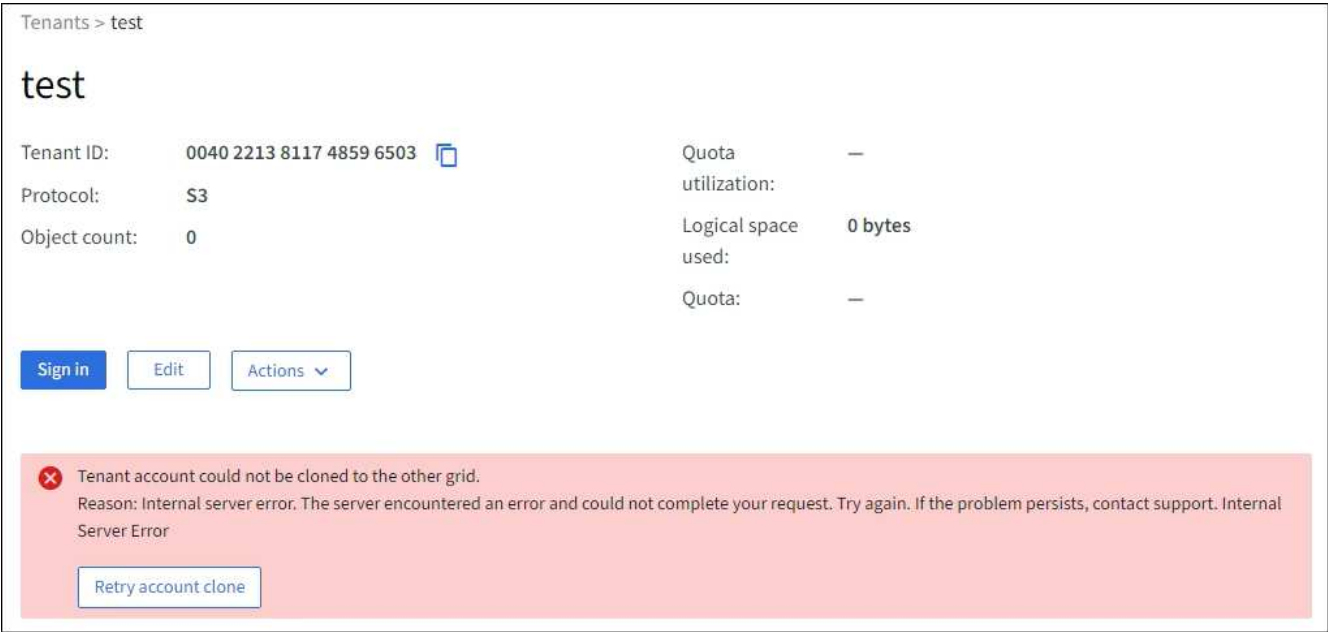 Tenants > test
test
Tenant ID: 0040 2213 8117 4859 6503
Protocol: S3
Object count: 0
Quota utilization: —
Logical space used: 0 bytes
Quota: —
Sign in
Edit
Actions
Tenant account could not be cloned to the other grid.
Reason: Internal server error. The server encountered an error and could not complete your request. Try again. If the problem persists, contact support. Internal
Server Error
Retry account clone